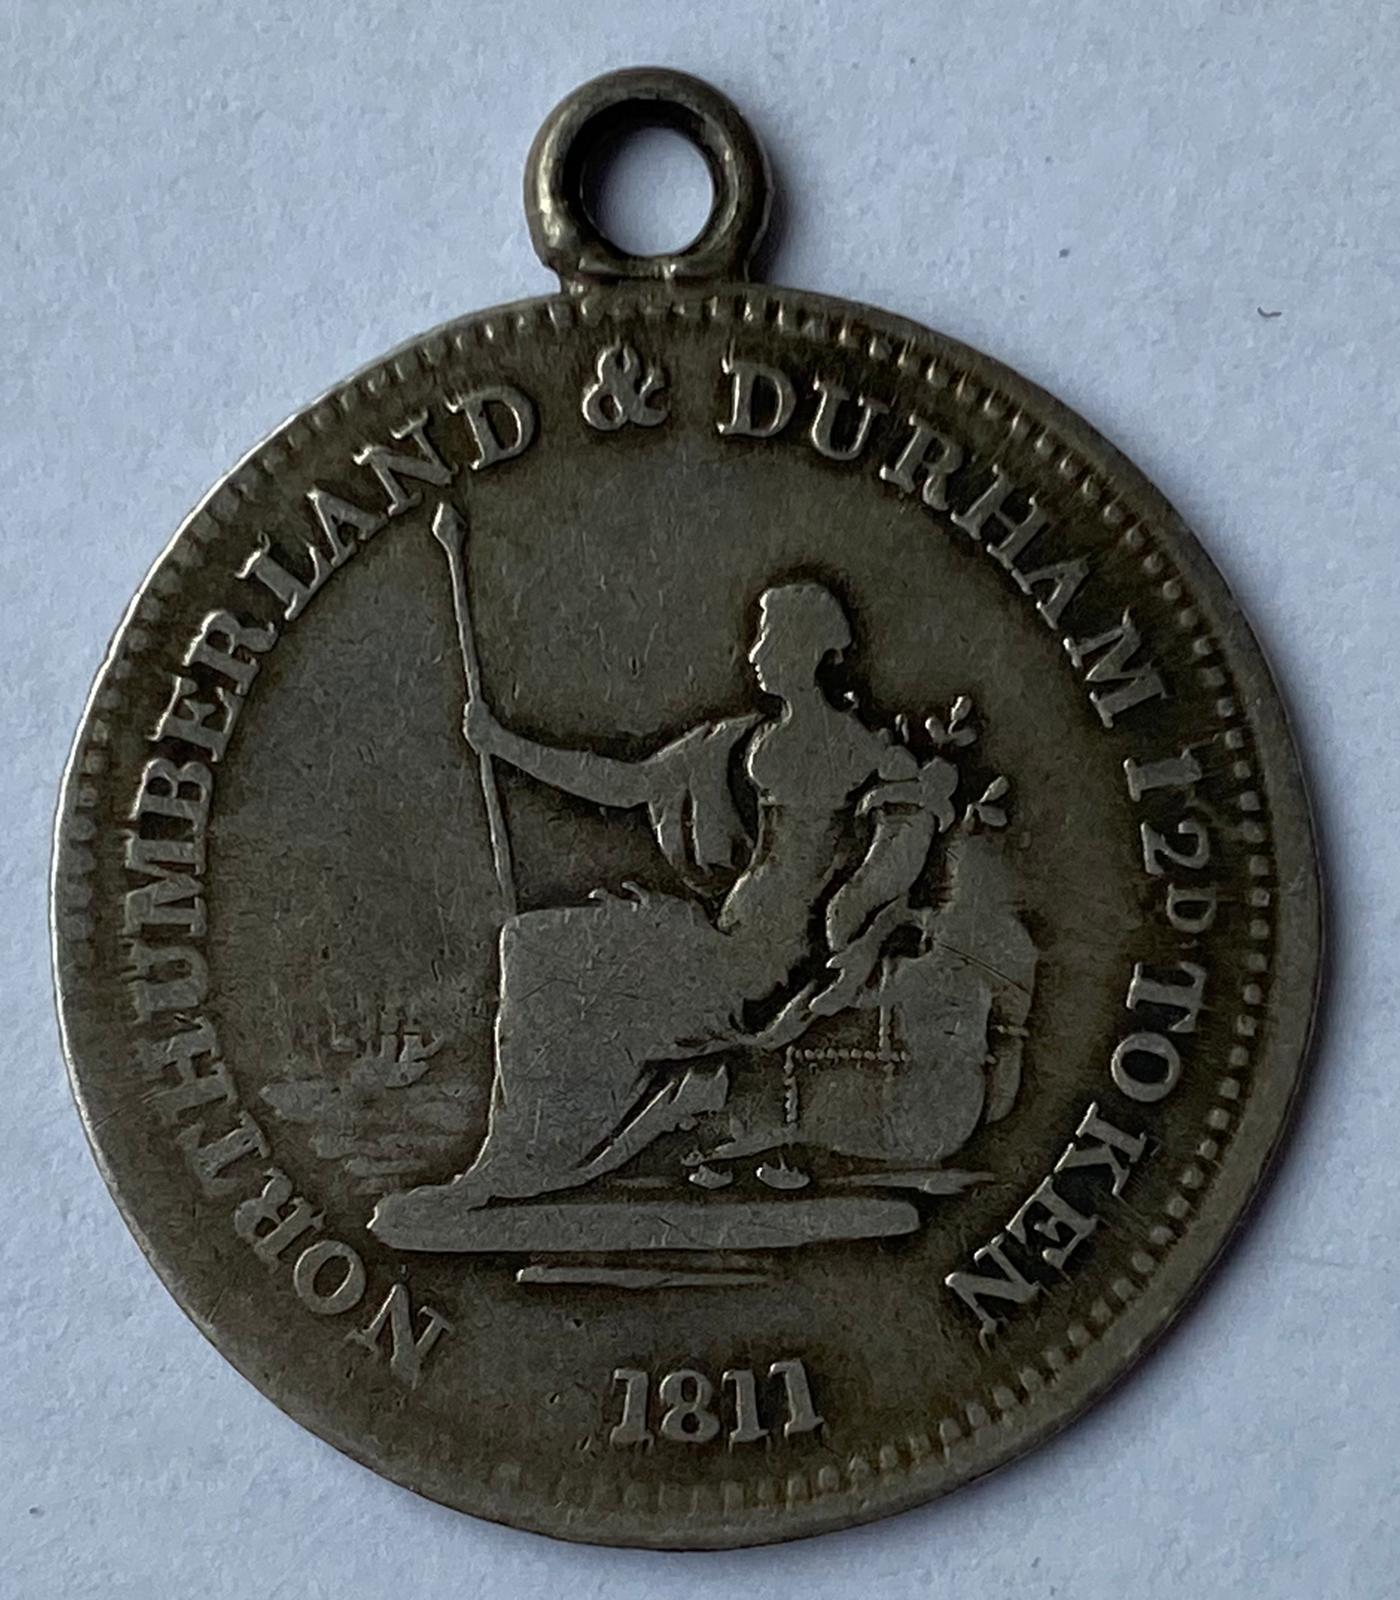 NORTHUMBERLAND & DURHAM 12D TOKEN
1811